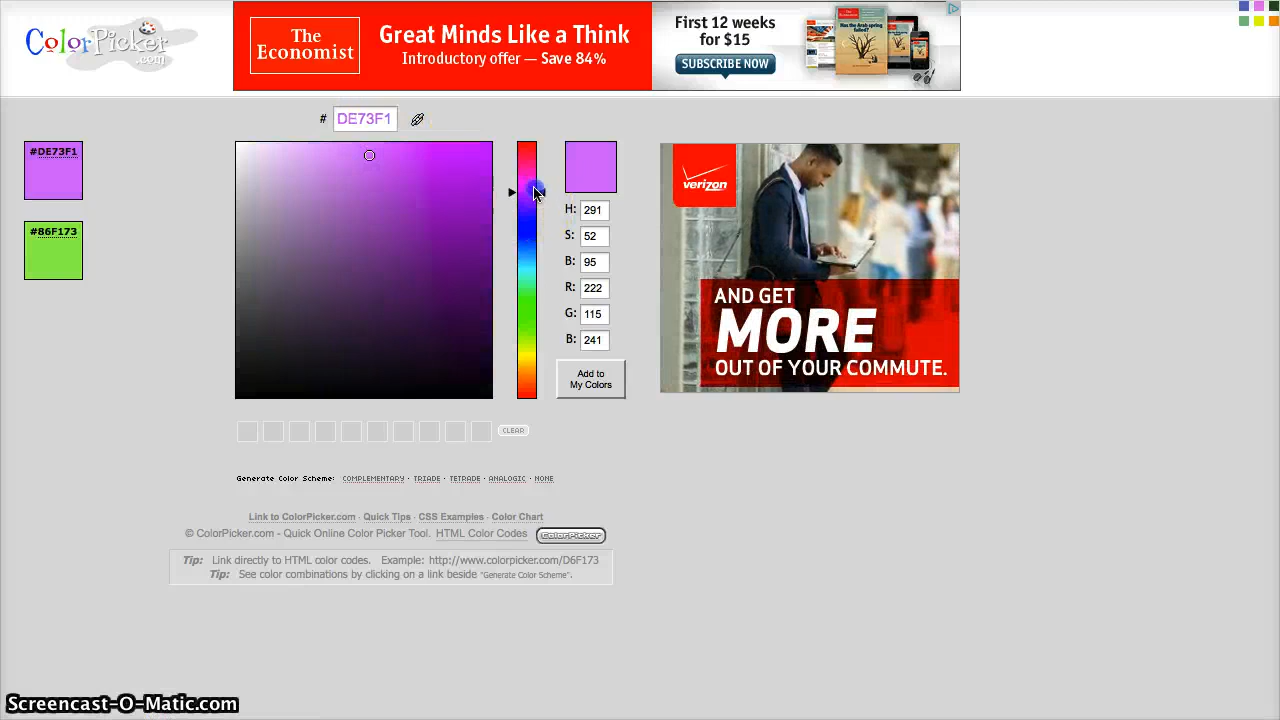 ColorPicker
.com
The
Economist
Great Minds Like a Think
Introductory offer — Save 84%
First 12 weeks
for $15
SUBSCRIBE NOW
# DE73F1
#DE73F1
#86F173
H: 291
S: 52
B: 95
R: 222
G: 115
B: 241
Add to
My Colors
CLEAR
verizon
AND GET
MORE
OUT OF YOUR COMMUTE.
Generate Color Scheme: COMPLEMENTARY · TRIADE · TETRADE · ANALOGIC · NONE
Link to ColorPicker.com · Quick Tips · CSS Examples · Color Chart
© ColorPicker.com - Quick Online Color Picker Tool. HTML Color Codes ColorPicker
Tip: Link directly to HTML color codes. Example: http://www.colorpicker.com/D6F173
Tip: See color combinations by clicking on a link beside "Generate Color Scheme".
Screencast-O-Matic.com